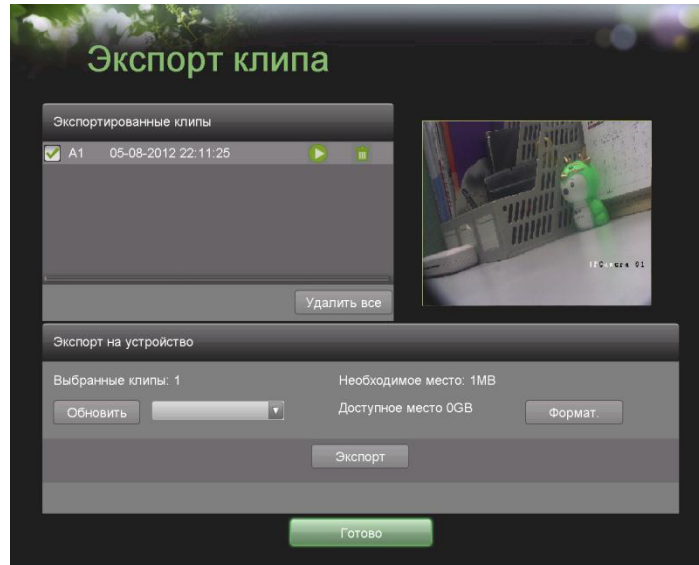 Экспорт клипа
Экспортированные клипы
A1 05-08-2012 22:11:25
Удалить все
Экспорт на устройство
Выбранные клипы: 1
Необходимое место: 1MB
Обновить
Доступное место 0GB
Формат.
Экспорт
Готово